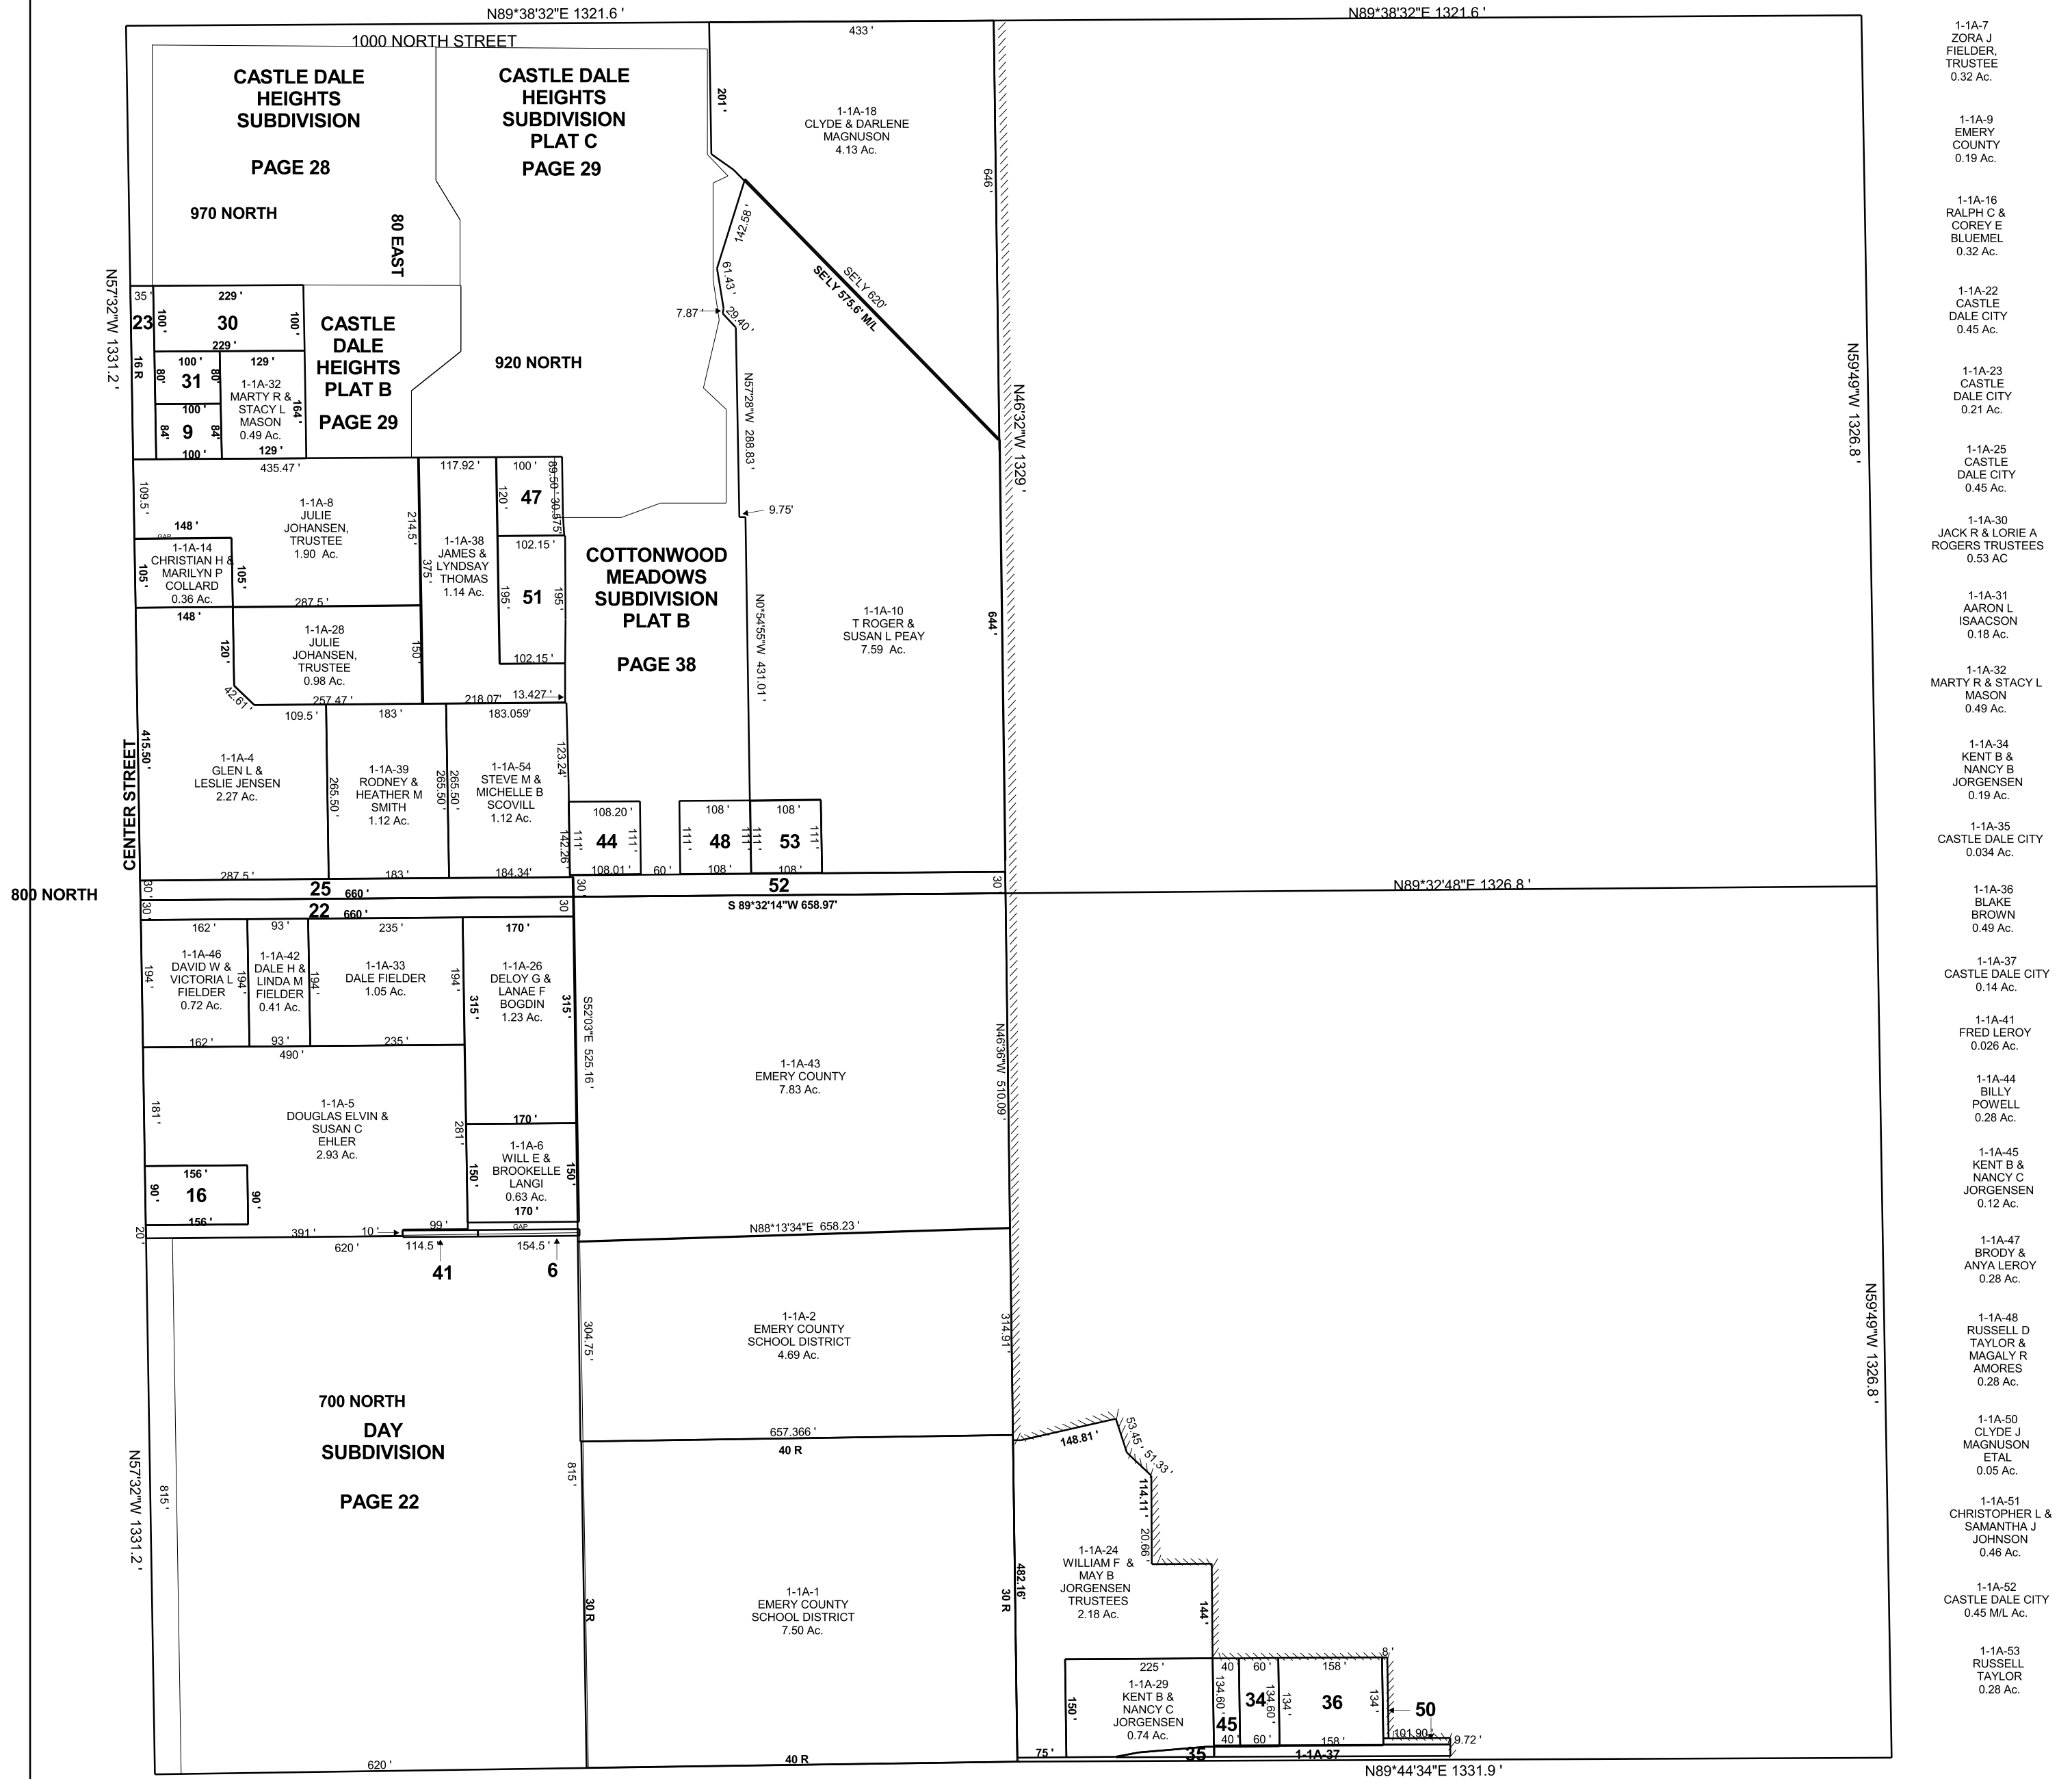 N89*38'32"E 1321.6 '
N89*38'32"E 1321.6 '
1000 NORTH STREET
433 '
CASTLE DALE
HEIGHTS
SUBDIVISION
PAGE 28
CASTLE DALE
HEIGHTS
SUBDIVISION
PLAT C
PAGE 29
201 '
1-1A-18
CLYDE & DARLENE
MAGNUSON
4.13 Ac.
646 '
970 NORTH
80 EAST
142.58 '
61.43 '
7.87 '
29.40 '
SE'LY 620'
SE'LY 575.6' M/L
N57'32"W 1331.2 '
35 '
229 '
23
100 '
30
100 '
229 '
16 R
100 '
129 '
80'
31
80'
100 '
84'
9
84'
100 '
1-1A-32
MARTY R &
STACY L
MASON
0.49 Ac.
164 '
129 '
CASTLE
DALE
HEIGHTS
PLAT B
PAGE 29
920 NORTH
N57'28"W 288.83 '
9.75'
N46'32"W 1329 '
N59'49"W 1326.8 '
435.47 '
109.5 '
1-1A-8
JULIE
JOHANSEN,
TRUSTEE
1.90 Ac.
214.5 '
148 '
GAP
1-1A-14
CHRISTIAN H &
MARILYN P
COLLARD
0.36 Ac.
105 '
105 '
148 '
287.5 '
117.92 '
1-1A-38
JAMES &
LYNDSAY
THOMAS
1.14 Ac.
375 '
100 '
120 '
47
89.50 '
30.575'
102.15 '
195 '
51
195 '
102.15 '
COTTONWOOD
MEADOWS
SUBDIVISION
PLAT B
PAGE 38
N0*54'55"W 431.01 '
1-1A-10
T ROGER &
SUSAN L PEAY
7.59 Ac.
644 '
1-1A-28
JULIE
JOHANSEN,
TRUSTEE
0.98 Ac.
120 '
150 '
42.61 '
257.47 '
218.07'
13.427 '
109.5 '
183 '
183.059'
CENTER STREET
415.50 '
1-1A-4
GLEN L &
LESLIE JENSEN
2.27 Ac.
265.50 '
1-1A-39
RODNEY &
HEATHER M
SMITH
1.12 Ac.
265.50 '
265.50 '
1-1A-54
STEVE M &
MICHELLE B
SCOVILL
1.12 Ac.
123.24'
142.26 '
108.20 '
111'
44
111 '
108.01 '
60 '
108 '
111 '
48
111 '
108 '
108 '
111 '
53
111 '
108 '
287.5 '
183 '
184.34'
800 NORTH
30 '
25
660 '
30 '
52
30 '
N89*32'48"E 1326.8 '
30 '
22
660 '
30
S 89*32'14"W 658.97'
162 '
93 '
235 '
170 '
194 '
1-1A-46
DAVID W &
VICTORIA L
FIELDER
0.72 Ac.
194 '
1-1A-42
DALE H &
LINDA M
FIELDER
0.41 Ac.
194 '
1-1A-33
DALE FIELDER
1.05 Ac.
194 '
1-1A-26
DELOY G &
LANAE F
BOGDIN
1.23 Ac.
315 '
315 '
162 '
93 '
235 '
490 '
S52'03"E 525.16 '
1-1A-43
EMERY COUNTY
7.83 Ac.
N46'36"W 510.09 '
181 '
1-1A-5
DOUGLAS ELVIN &
SUSAN C
EHLER
2.93 Ac.
281 '
170 '
1-1A-6
WILL E &
BROOKELLE
LANGI
0.63 Ac.
150 '
150 '
170 '
156 '
90 '
16
90 '
156 '
20 '
391 '
10 '
99 '
GAP
620 '
114.5 '
154.5 '
41
6
N88*13'34"E 658.23 '
304.75 '
1-1A-2
EMERY COUNTY
SCHOOL DISTRICT
4.69 Ac.
314.91 '
N59'49"W 1326.8 '
657.366 '
40 R
700 NORTH
DAY
SUBDIVISION
PAGE 22
N57'32"W 1331.2 '
815 '
815 '
620 '
30 R
1-1A-1
EMERY COUNTY
SCHOOL DISTRICT
7.50 Ac.
30 R
40 R
148.81 '
53.45 '
51.33 '
114.11 '
20.66 '
482.16'
1-1A-24
WILLIAM F &
MAY B
JORGENSEN
TRUSTEES
2.18 Ac.
144 '
225 '
40 '
60 '
158 '
8 '
150 '
1-1A-29
KENT B &
NANCY C
JORGENSEN
0.74 Ac.
134.60 '
45
34
134.60 '
134 '
36
134 '
50
101.90 '
9.72 '
40 '
60 '
158 '
75 '
35
1-1A-37
N89*44'34"E 1331.9 '
1-1A-7
ZORA J
FIELDER,
TRUSTEE
0.32 Ac.
1-1A-9
EMERY
COUNTY
0.19 Ac.
1-1A-16
RALPH C &
COREY E
BLUEMEL
0.32 Ac.
1-1A-22
CASTLE
DALE CITY
0.45 Ac.
1-1A-23
CASTLE
DALE CITY
0.21 Ac.
1-1A-25
CASTLE
DALE CITY
0.45 Ac.
1-1A-30
JACK R & LORIE A
ROGERS TRUSTEES
0.53 AC
1-1A-31
AARON L
ISAACSON
0.18 Ac.
1-1A-32
MARTY R & STACY L
MASON
0.49 Ac.
1-1A-34
KENT B &
NANCY B
JORGENSEN
0.19 Ac.
1-1A-35
CASTLE DALE CITY
0.034 Ac.
1-1A-36
BLAKE
BROWN
0.49 Ac.
1-1A-37
CASTLE DALE CITY
0.14 Ac.
1-1A-41
FRED LEROY
0.026 Ac.
1-1A-44
BILLY
POWELL
0.28 Ac.
1-1A-45
KENT B &
NANCY C
JORGENSEN
0.12 Ac.
1-1A-47
BRODY &
ANYA LEROY
0.28 Ac.
1-1A-48
RUSSELL D
TAYLOR &
MAGALY R
AMORES
0.28 Ac.
1-1A-50
CLYDE J
MAGNUSON
ETAL
0.05 Ac.
1-1A-51
CHRISTOPHER L &
SAMANTHA J
JOHNSON
0.46 Ac.
1-1A-52
CASTLE DALE CITY
0.45 M/L Ac.
1-1A-53
RUSSELL
TAYLOR
0.28 Ac.